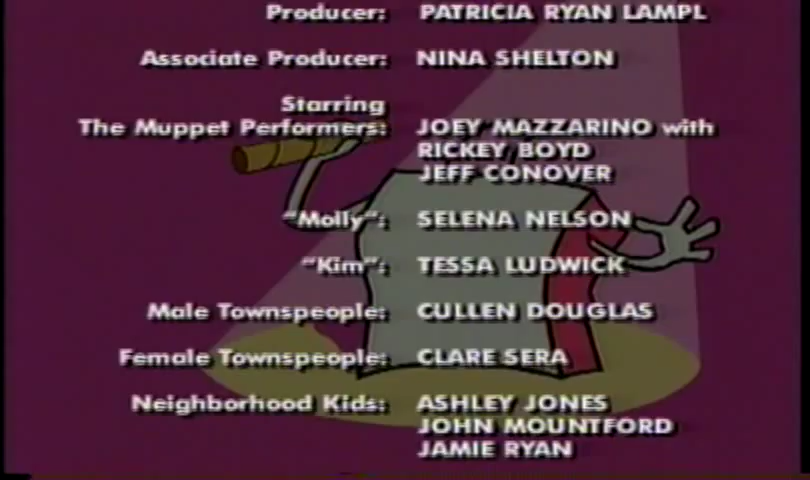 Producer: PATRICIA RYAN LAMPL
Associate Producer: NINA SHELTON
Starring
The Muppet Performers: JOEY MAZZARINO with
RICKEY BOYD
JEFF CONOVER
"Molly": SELENA NELSON
"Kim": TESSA LUDWICK
Male Townspeople: CULLEN DOUGLAS
Female Townspeople: CLARE SERA
Neighborhood Kids: ASHLEY JONES
JOHN MOUNTFORD
JAMIE RYAN